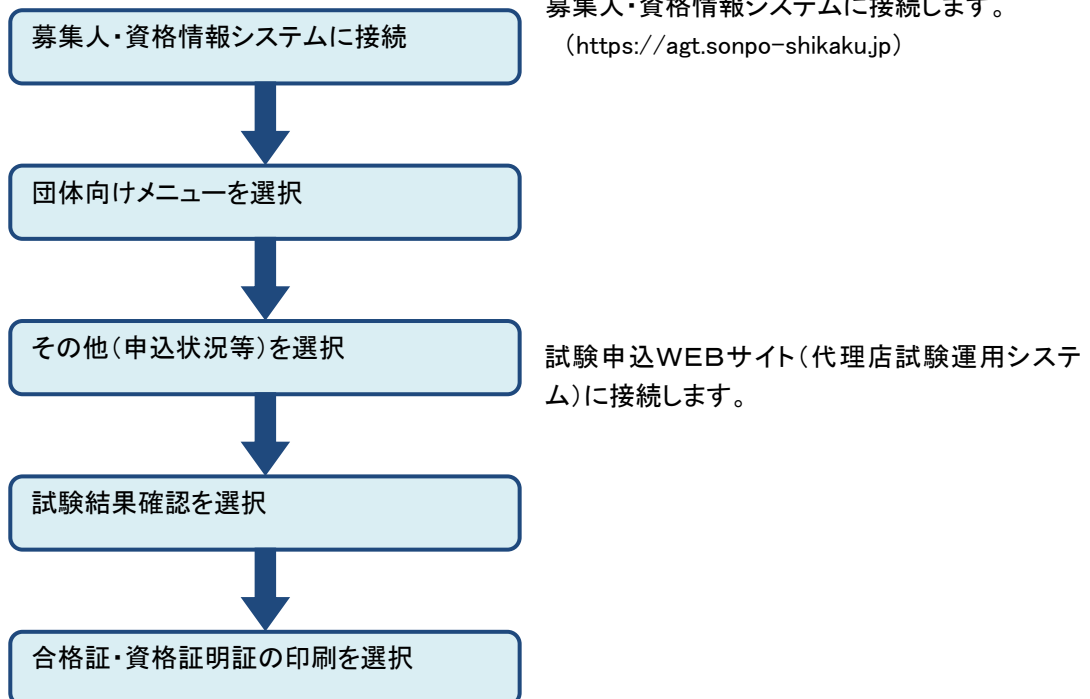 募集人・資格情報システムに接続します。
募集人・資格情報システムに接続
（https://agt.sonpo-shikaku.jp）
団体向けメニューを選択
その他（申込状況等）を選択
試験申込ＷＥＢサイト（代理店試験運用システ
ム）に接続します。
試験結果確認を選択
合格証・資格証明証の印刷を選択